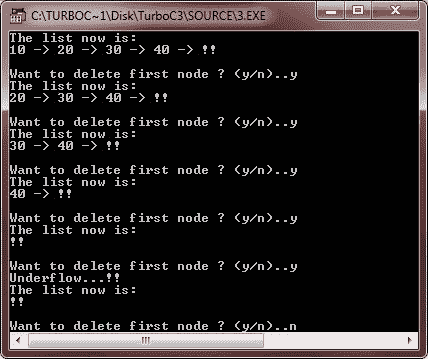 C:\TURBOC~1\Disk\TurboC3\SOURCE\3.EXE
The list now is:
10 -> 20 -> 30 -> 40 -> !!
Want to delete first node ? (y/n)..y
The list now is:
20 -> 30 -> 40 -> !!
Want to delete first node ? (y/n)..y
The list now is:
30 -> 40 -> !!
Want to delete first node ? (y/n)..y
The list now is:
40 -> !!
Want to delete first node ? (y/n)..y
The list now is:
!!
Want to delete first node ? (y/n)..y
Underflow...!!
The list now is:
!!
Want to delete first node ? (y/n)..n